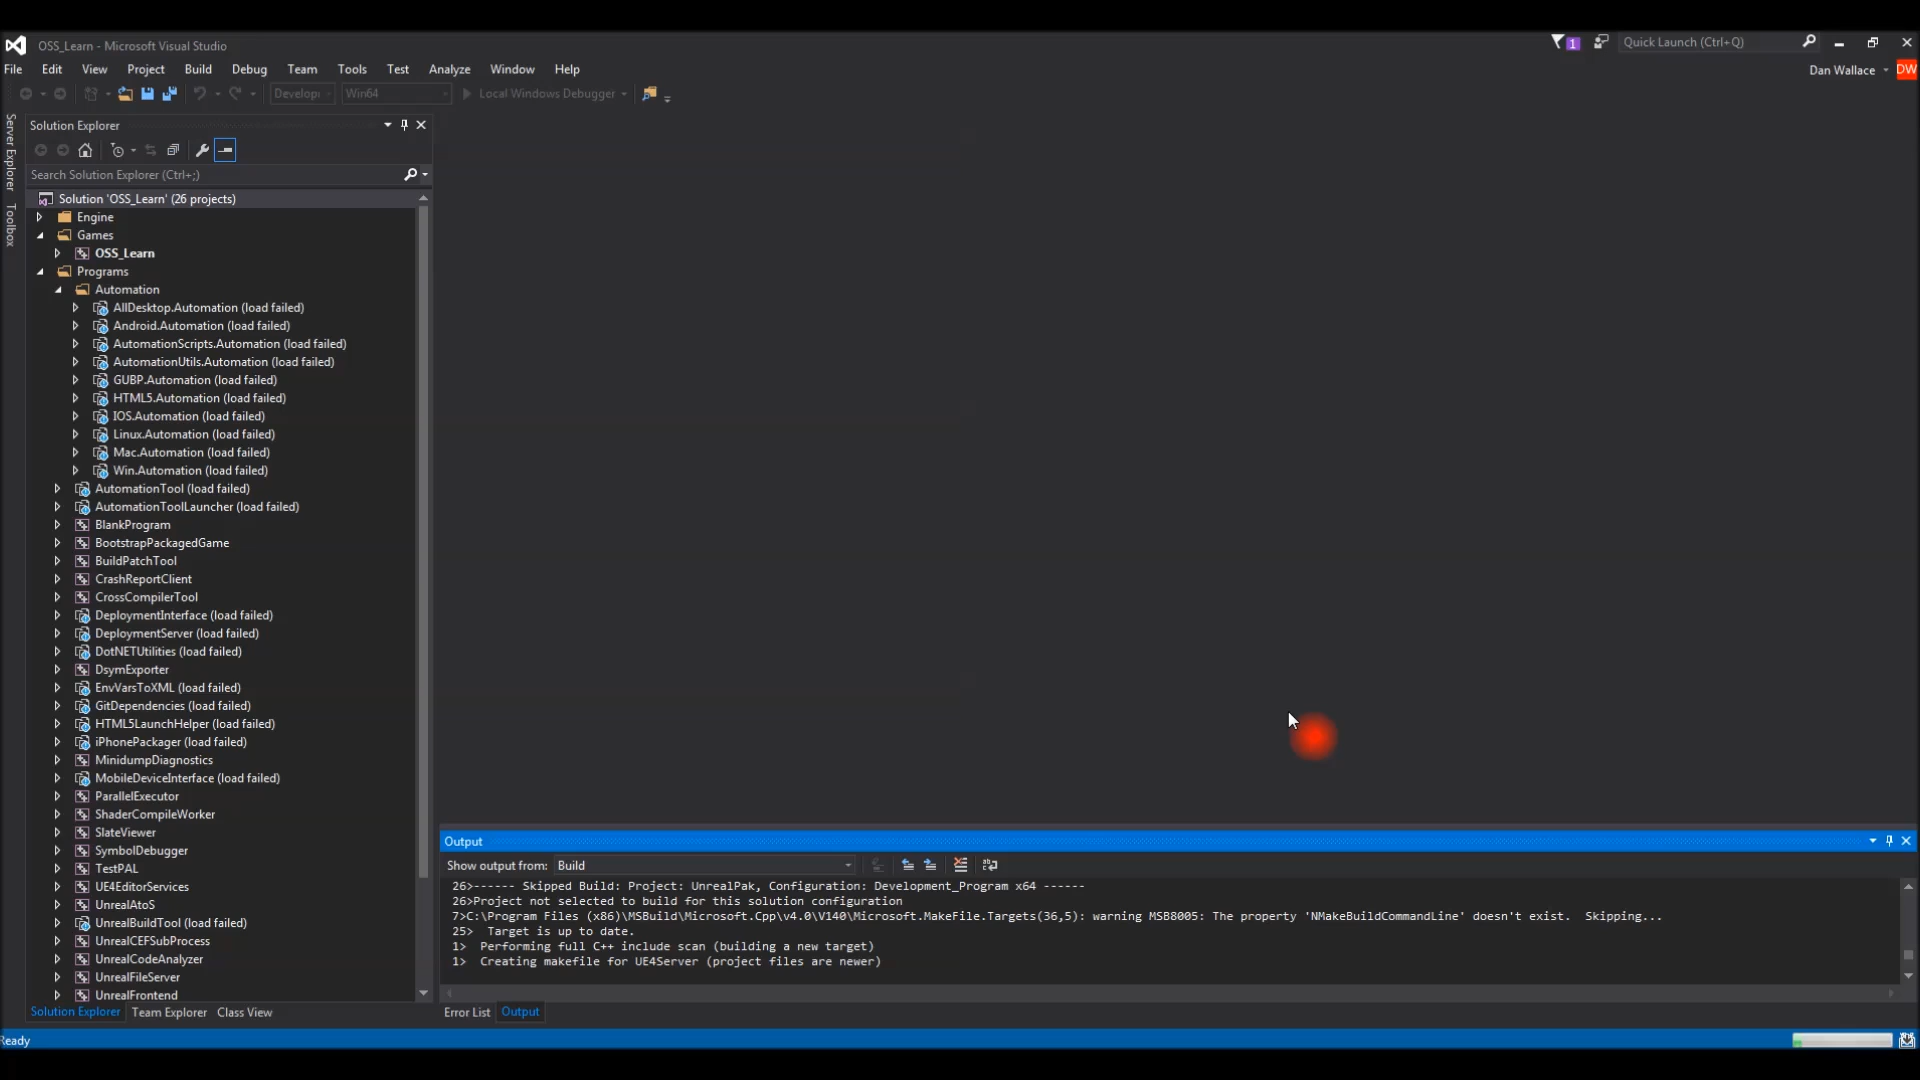 OSS_Learn - Microsoft Visual Studio
1
Quick Launch (Ctrl+Q)
File Edit View Project Build Debug Team Tools Test Analyze Window Help
Dan Wallace
DW
Develop
Win64
Local Windows Debugger
Server Explorer
Toolbox
Solution Explorer
Search Solution Explorer (Ctrl+;)
Solution 'OSS_Learn' (26 projects)
Engine
Games
OSS_Learn
Programs
Automation
AllDesktop.Automation (load failed)
Android.Automation (load failed)
AutomationScripts.Automation (load failed)
AutomationUtils.Automation (load failed)
GUBP.Automation (load failed)
HTML5.Automation (load failed)
IOS.Automation (load failed)
Linux.Automation (load failed)
Mac.Automation (load failed)
Win.Automation (load failed)
AutomationTool (load failed)
AutomationToolLauncher (load failed)
BlankProgram
BootstrapPackagedGame
BuildPatchTool
CrashReportClient
CrossCompilerTool
DeploymentInterface (load failed)
DeploymentServer (load failed)
DotNETUtilities (load failed)
DsymExporter
EnvVarsToXML (load failed)
GitDependencies (load failed)
HTML5LaunchHelper (load failed)
iPhonePackager (load failed)
MinidumpDiagnostics
MobileDeviceInterface (load failed)
ParallelExecutor
ShaderCompileWorker
SlateViewer
SymbolDebugger
TestPAL
UE4EditorServices
UnrealAtoS
UnrealBuildTool (load failed)
UnrealCEFSubProcess
UnrealCodeAnalyzer
UnrealFileServer
UnrealFrontend
Solution Explorer Team Explorer Class View
Output
Show output from: Build
26>------ Skipped Build: Project: UnrealPak, Configuration: Development_Program x64 ------
26>Project not selected to build for this solution configuration
7>C:\Program Files (x86)\MSBuild\Microsoft.Cpp\v4.0\V140\Microsoft.MakeFile.Targets(36,5): warning MSB8005: The property 'NMakeBuildCommandLine' doesn't exist.  Skipping...
25>  Target is up to date.
1>  Performing full C++ include scan (building a new target)
1>  Creating makefile for UE4Server (project files are newer)
Error List Output
Ready